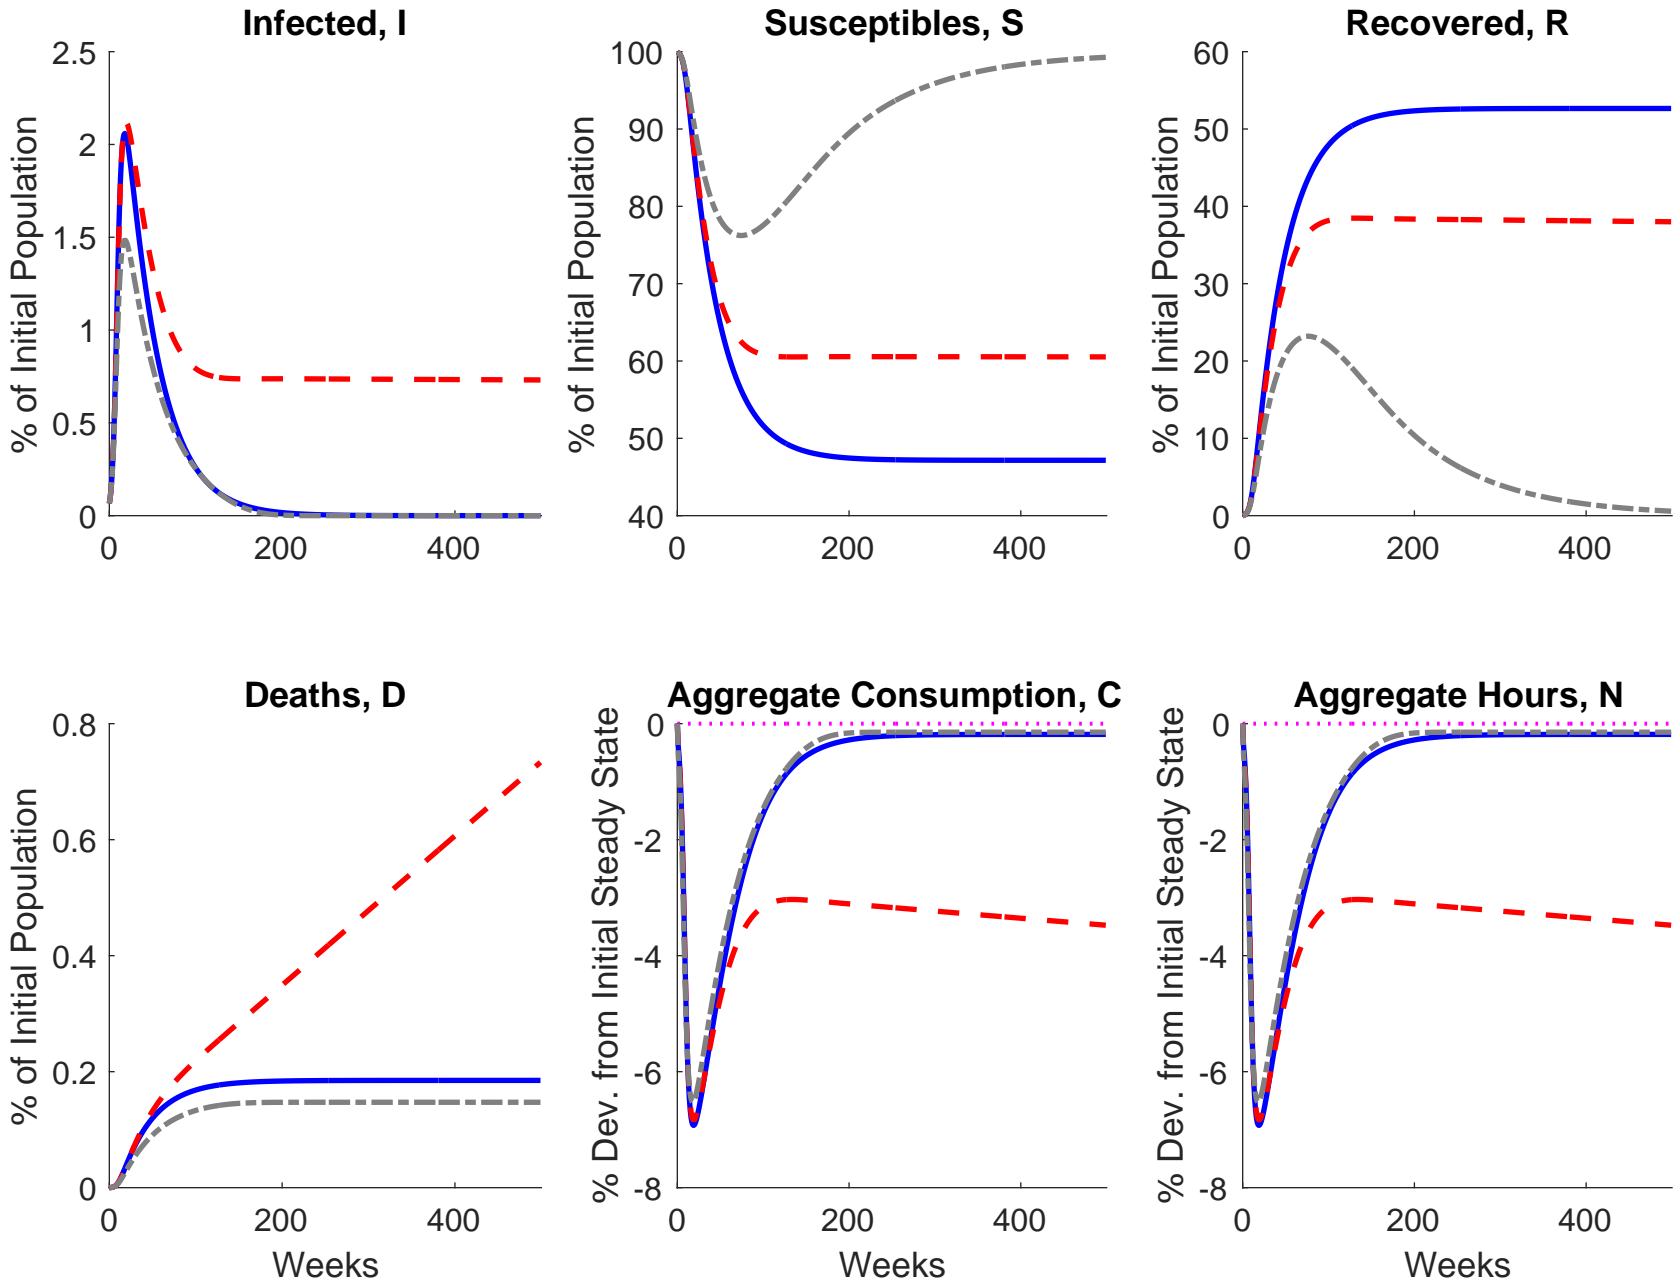 Infected, I
% of Initial Population
2.5
2
1.5
1
0.5
0
0 200 400
Susceptibles, S
% of Initial Population
100
90
80
70
60
50
40
0 200 400
Recovered, R
% of Initial Population
60
50
40
30
20
10
0
0 200 400
Deaths, D
% of Initial Population
0.8
0.6
0.4
0.2
0
0 200 400
Weeks
Aggregate Consumption, C
% Dev. from Initial Steady State
0
-2
-4
-6
-8
0 200 400
Weeks
Aggregate Hours, N
% Dev. from Initial Steady State
0
-2
-4
-6
-8
0 200 400
Weeks